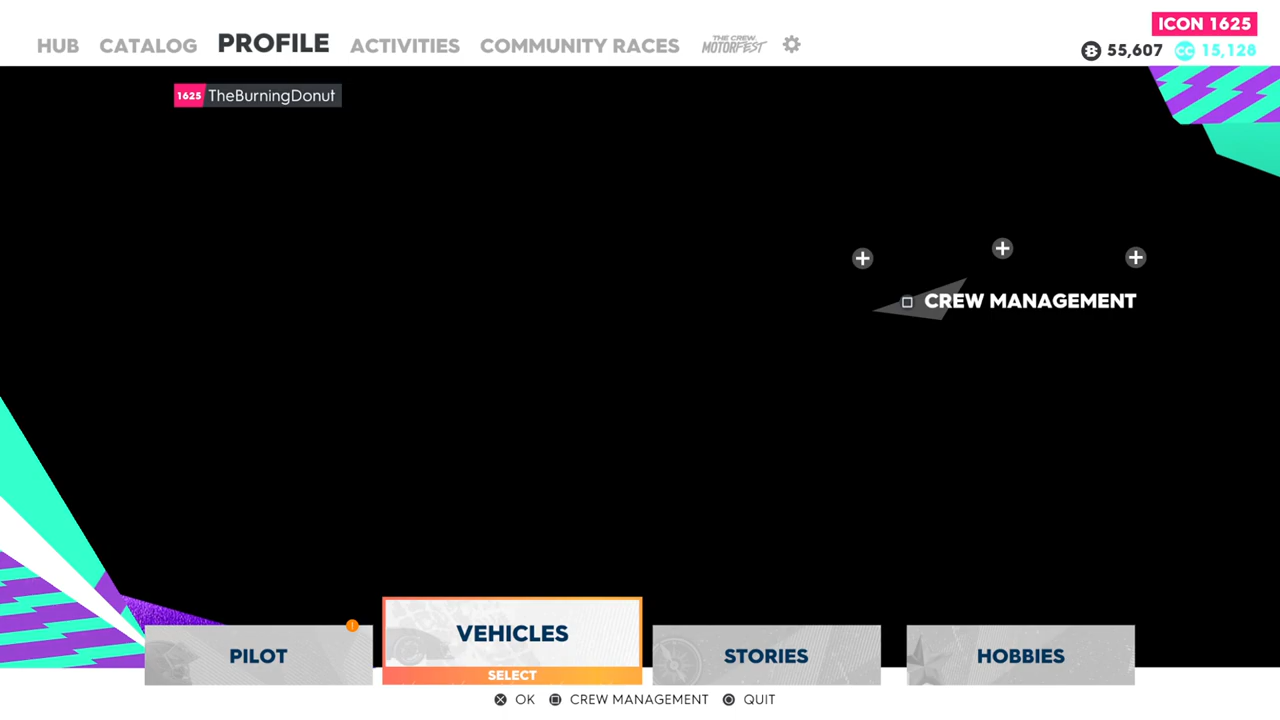 ICON 1625
HUB CATALOG PROFILE ACTIVITIES COMMUNITY RACES THE CREW MOTORFEST
55,607 CC 15,128
1625 TheBurningDonut
CREW MANAGEMENT
PILOT
VEHICLES
STORIES
HOBBIES
SELECT
OK CREW MANAGEMENT QUIT